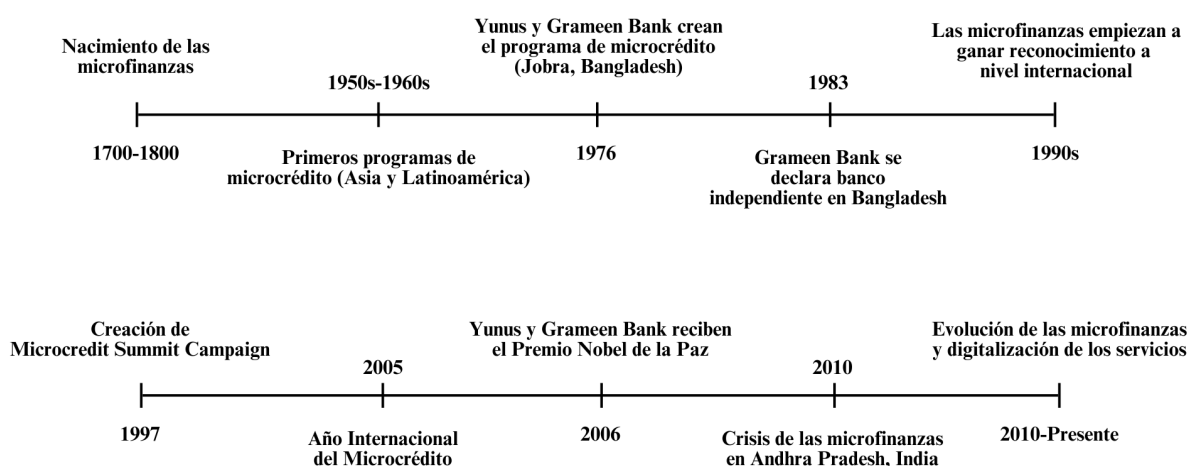 Nacimiento de las
microfinanzas
1700-1800
1950s-1960s
Primeros programas de
microcrédito (Asia y Latinoamérica)
Yunus y Grameen Bank crean
el programa de microcrédito
(Jobra, Bangladesh)
1976
1983
Grameen Bank se
declara banco
independiente en Bangladesh
Las microfinanzas empiezan a
ganar reconocimiento a
nivel internacional
1990s
Creación de
Microcredit Summit Campaign
1997
2005
Año Internacional
del Microcrédito
Yunus y Grameen Bank reciben
el Premio Nobel de la Paz
2006
2010
Crisis de las microfinanzas
en Andhra Pradesh, India
Evolución de las microfinanzas
y digitalización de los servicios
2010-Presente